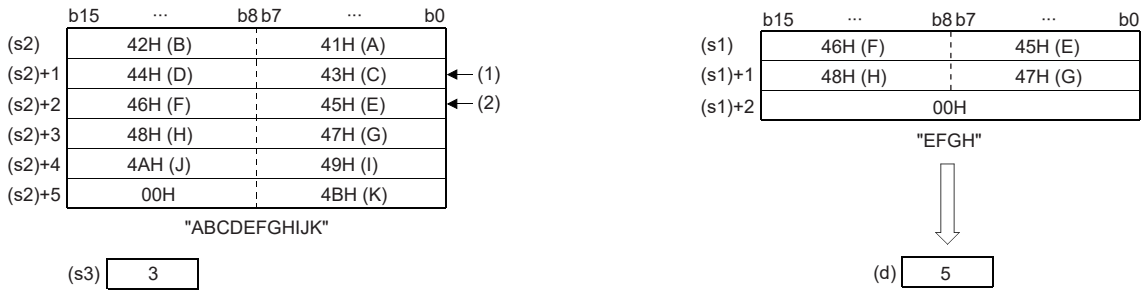 b15 ··· b8 b7 ··· b0
(s2) 42H (B) 41H (A)
(s2)+1 44H (D) 43H (C) (1)
(s2)+2 46H (F) 45H (E) (2)
(s2)+3 48H (H) 47H (G)
(s2)+4 4AH (J) 49H (I)
(s2)+5 00H 4BH (K)
"ABCDEFGHIJK"
(s3) 3
b15 ··· b8 b7 ··· b0
(s1) 46H (F) 45H (E)
(s1)+1 48H (H) 47H (G)
(s1)+2 00H
"EFGH"
(d) 5